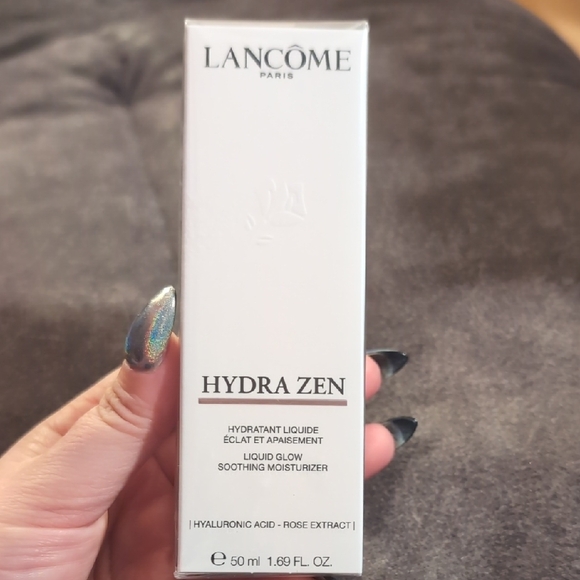 LANCÔME
PARIS
HYDRA ZEN
HYDRATANT LIQUIDE
ÉCLAT ET APAISEMENT
LIQUID GLOW
SOOTHING MOISTURIZER
| HYALURONIC ACID - ROSE EXTRACT |
℮ 50 ml 1.69 FL. OZ.